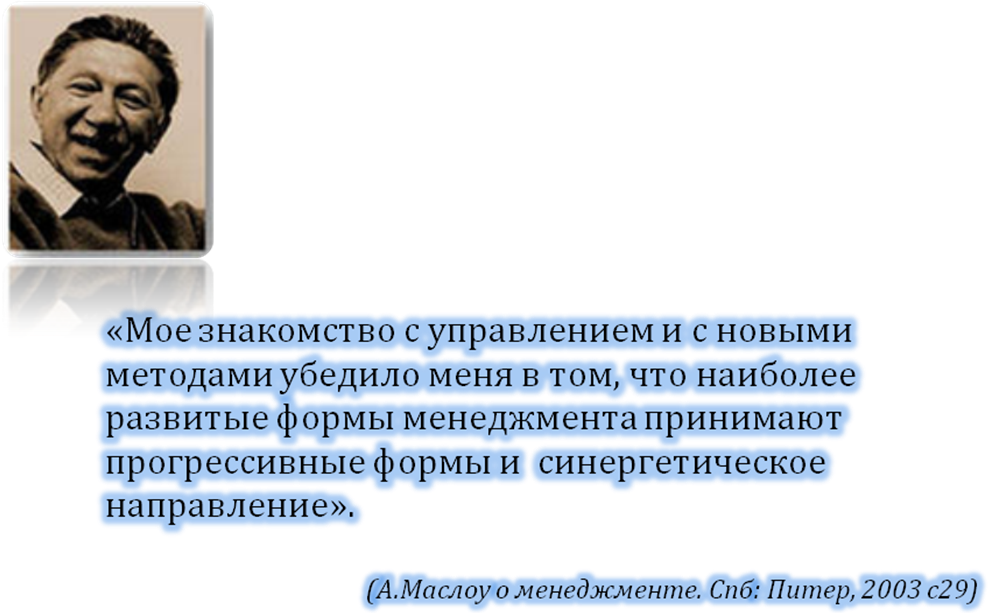 «Мое знакомство с управлением и с новыми
методами убедило меня в том, что наиболее
развитые формы менеджмента принимают
прогрессивные формы и синергетическое
направление».
(А.Маслоу о менеджменте. Спб: Питер, 2003 с29)